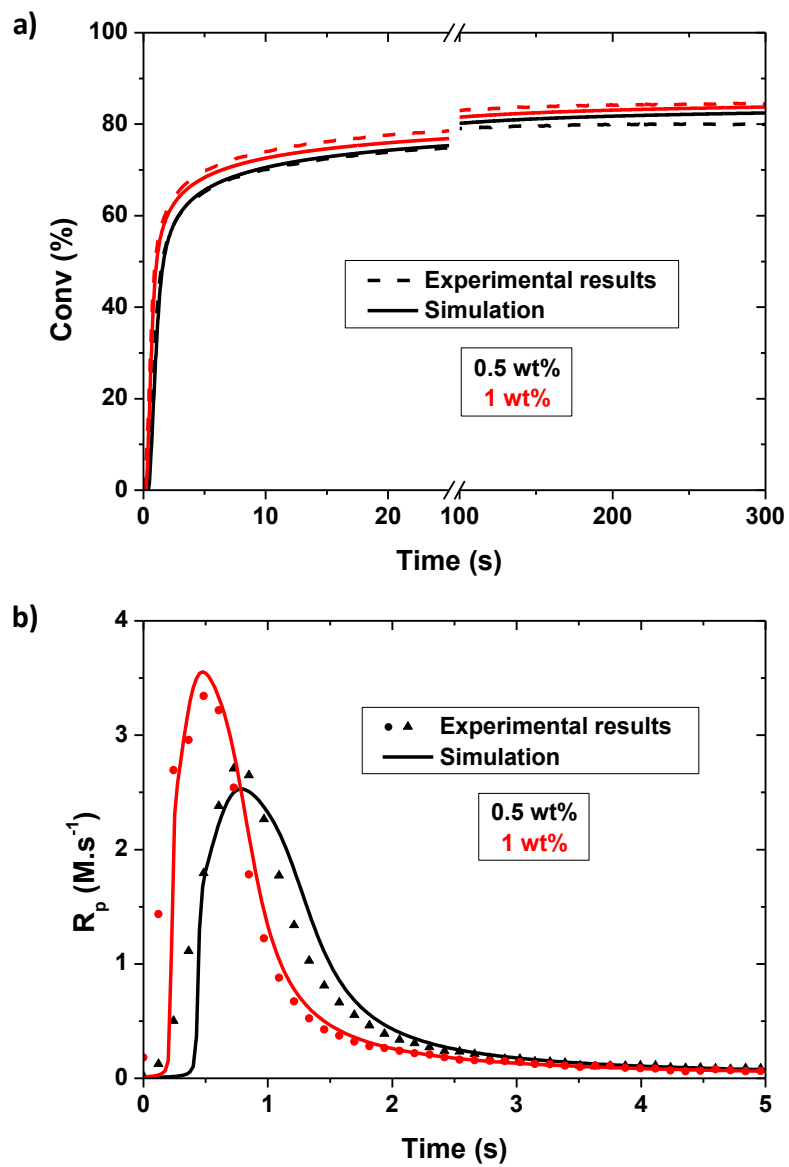 a)
100
80
60
40
20
0
Conv (%)
Experimental results
Simulation
0.5 wt%
1 wt%
0 10 20 100 200 300
Time (s)
b)
4
3
2
1
0
Rp (M.s-1)
Experimental results
Simulation
0.5 wt%
1 wt%
0 1 2 3 4 5
Time (s)